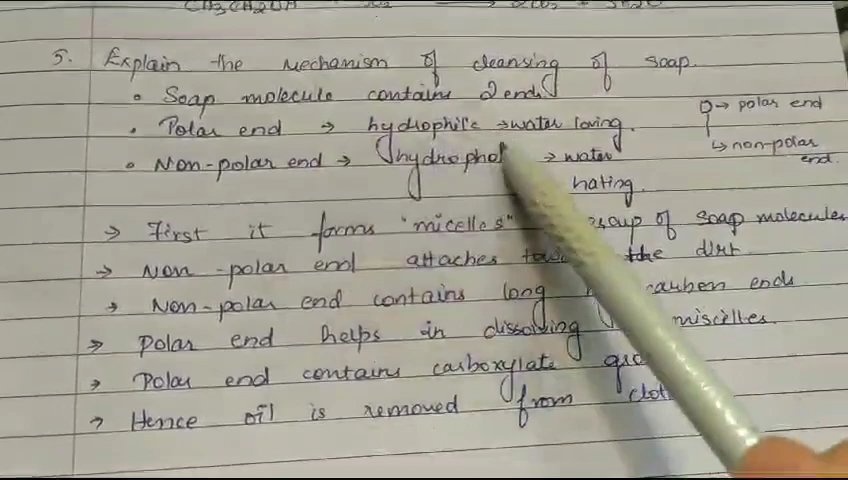 CH3CH2OH
5. Explain the mechanism of cleansing of soap.
• Soap molecule contains 2 ends
• Polar end → hydrophilic → water loving.
→ polar end
• Non-polar end → hydropho → water hating.
↳ non-polar end.
→ First it forms "micelles" group of soap molecules
→ Non-polar end attaches the dirt
→ Non-polar end contains long carbon ends
→ Polar end helps in dissolving miscelles.
→ Polar end contains carboxylate
→ Hence oil is removed from